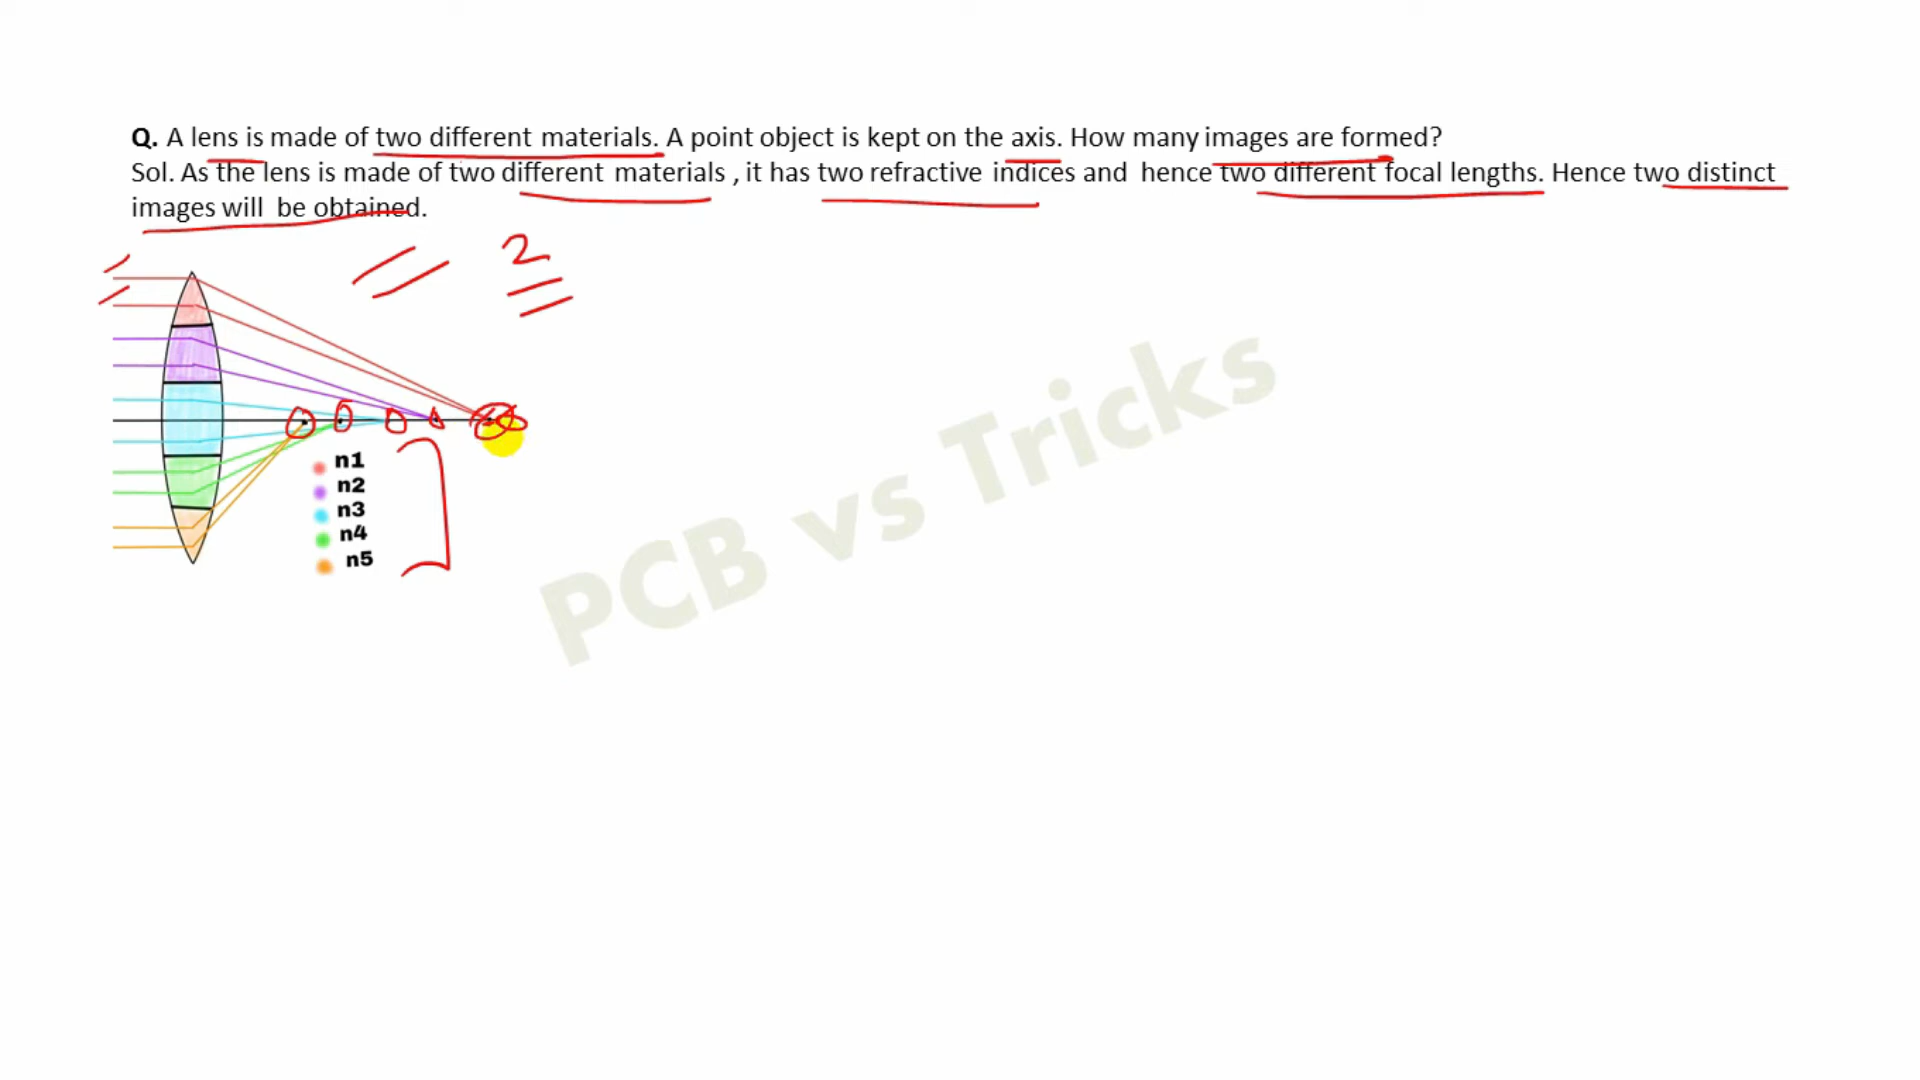 Q. A lens is made of two different materials. A point object is kept on the axis. How many images are formed?
Sol. As the lens is made of two different materials , it has two refractive indices and hence two different focal lengths. Hence two distinct
images will be obtained.
2
n1
n2
n3
n4
n5
PCB vs Tricks